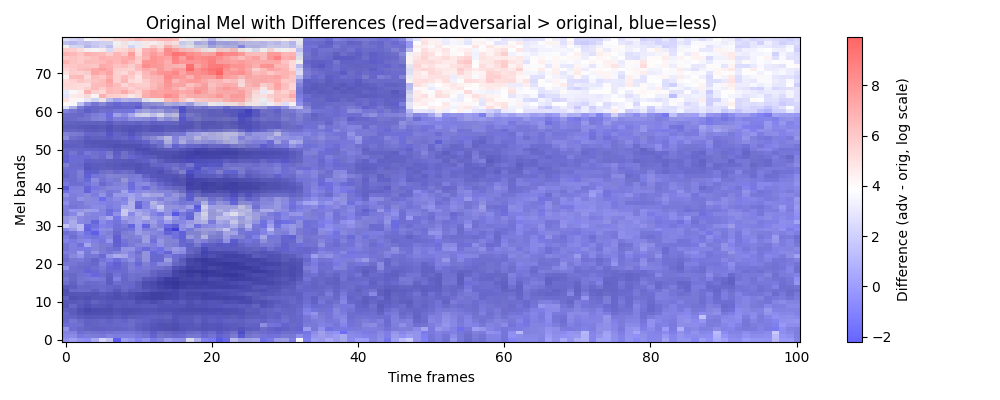 Original Mel with Differences (red=adversarial > original, blue=less)
Mel bands
70
60
50
40
30
20
10
0
0 20 40 60 80 100
Time frames
8
6
4
2
0
−2
Difference (adv - orig, log scale)